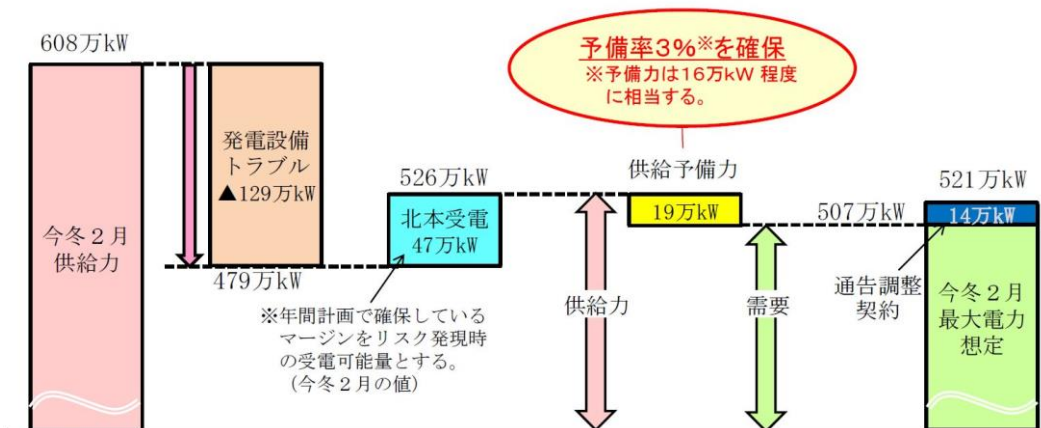 608万kW
発電設備
トラブル
▲129万kW
今冬２月
供給力
479万kW
526万kW
北本受電
47万kW
※年間計画で確保している
マージンをリスク発現時
の受電可能量とする。
（今冬２月の値）
予備率3％※を確保
※予備力は16万kW 程度
に相当する。
供給予備力
19万kW
供給力
需要
507万kW
通告調整
契約
521万kW
14万kW
今冬２月
最大電力
想定